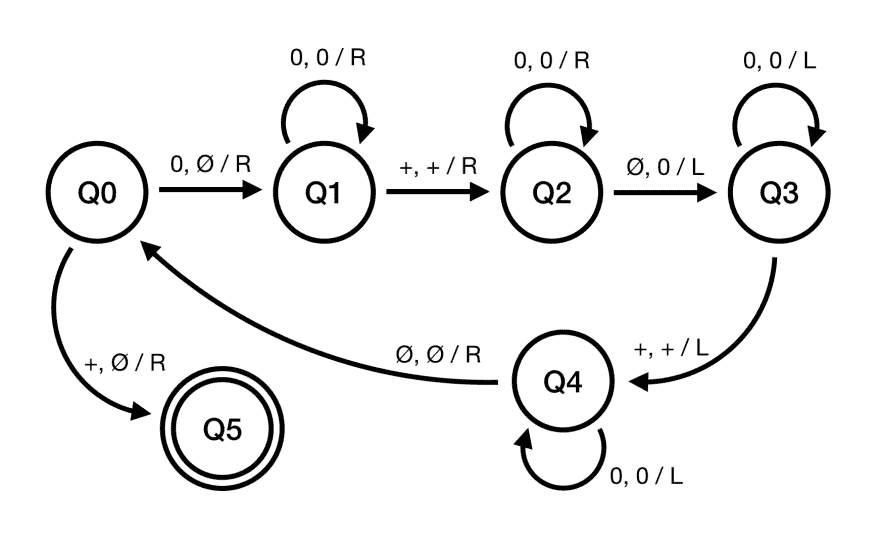 0, 0 / R
0, 0 / R
0, 0 / L
0, Ø / R
+, + / R
Ø, 0 / L
Q0
Q1
Q2
Q3
+, Ø / R
Ø, Ø / R
+, + / L
Q4
Q5
0, 0 / L